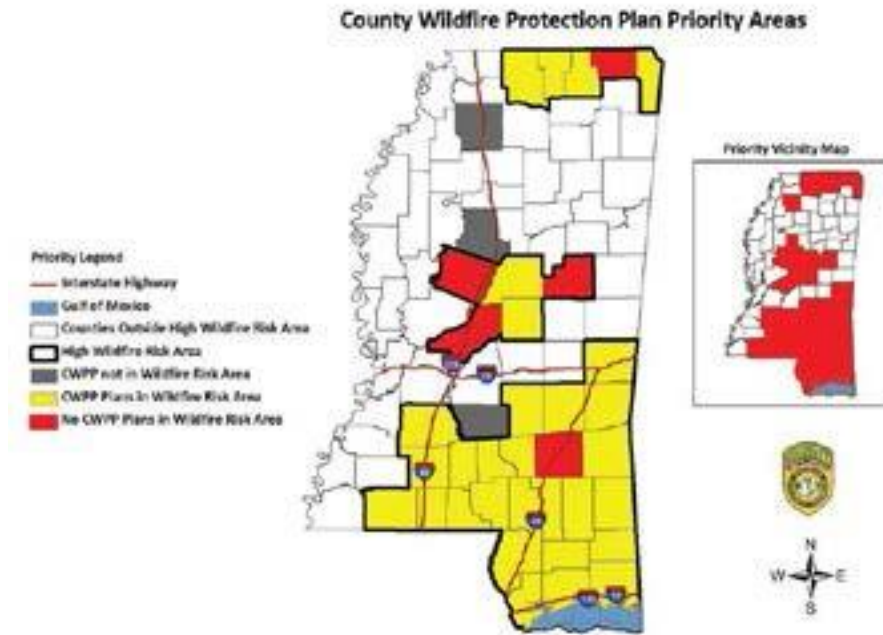 County Wildfire Protection Plan Priority Areas
Priority Vicinity Map
Priority Legend
Interstate Highway
Gulf of Mexico
Counties Outside High Wildfire Risk Area
High Wildfire Risk Area
CWPP not in Wildfire Risk Area
CWPP Plans in Wildfire Risk Area
No CWPP Plans in Wildfire Risk Area
N
W E
S